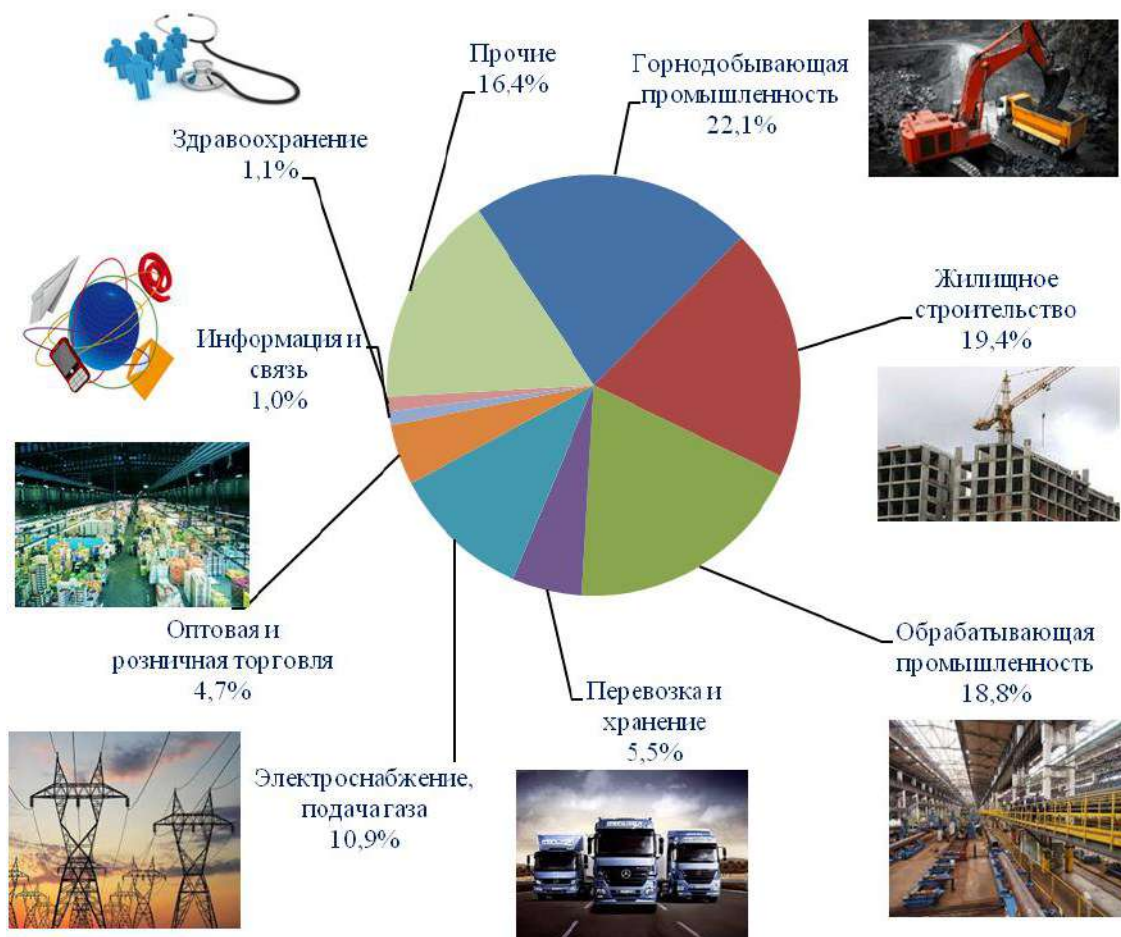 Прочие
16,4%
Горнодобывающая
промышленность
22,1%
Здравоохранение
1,1%
Жилищное
строительство
19,4%
Информация и
связь
1,0%
Оптовая и
розничная торговля
4,7%
Обрабатывающая
промышленность
18,8%
Перевозка и
хранение
5,5%
Электроснабжение,
подача газа
10,9%